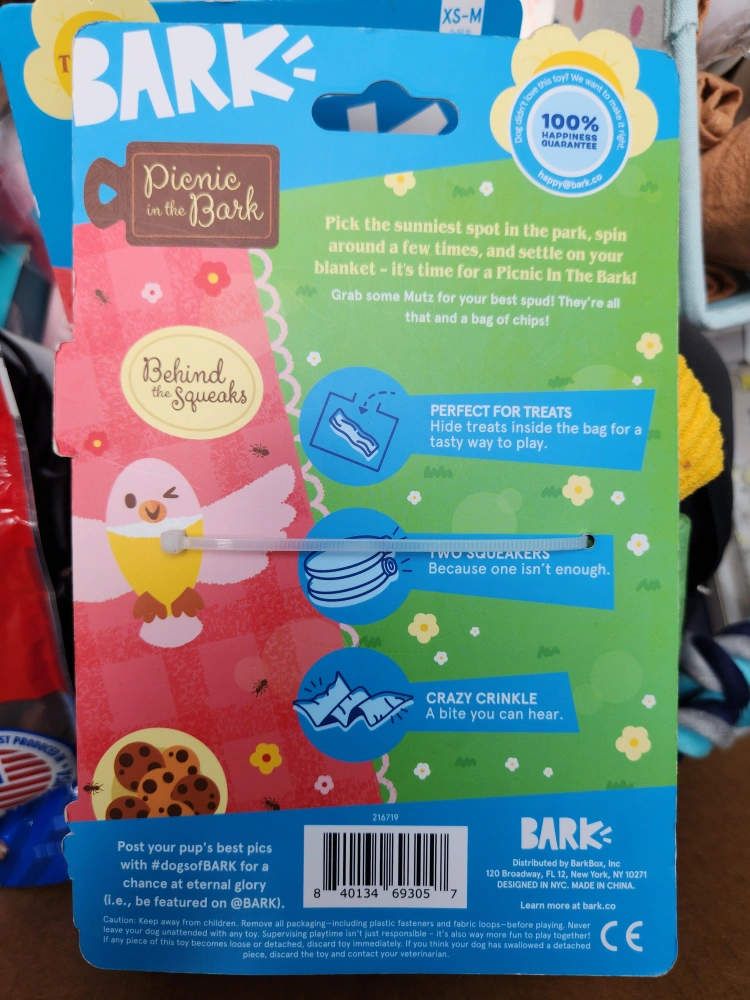 XS-M
BARK
Dog didn't love this toy? We want to make it right.
100%
HAPPINESS
GUARANTEE
happy@bark.co
Picnic
in the Bark
Pick the sunniest spot in the park, spin
around a few times, and settle on your
blanket – it's time for a Picnic In The Bark!
Grab some Mutz for your best spud! They're all
that and a bag of chips!
Behind
the Squeaks
PERFECT FOR TREATS
Hide treats inside the bag for a
tasty way to play.
TWO SQUEAKERS
Because one isn't enough.
CRAZY CRINKLE
A bite you can hear.
216719
Post your pup's best pics
with #dogsofBARK for a
chance at eternal glory
(i.e., be featured on @BARK).
8 40134 69305 7
BARK
Distributed by BarkBox, Inc
120 Broadway, FL 12, New York, NY 10271
DESIGNED IN NYC. MADE IN CHINA.
Learn more at bark.co
Caution: Keep away from children. Remove all packaging—including plastic fasteners and fabric loops—before playing. Never
leave your dog unattended with any toy. Supervising playtime isn't just responsible – it's also way more fun to play together!
If any piece of this toy becomes loose or detached, discard toy immediately. If you think your dog has swallowed a detached
piece, discard the toy and contact your veterinarian.
CE